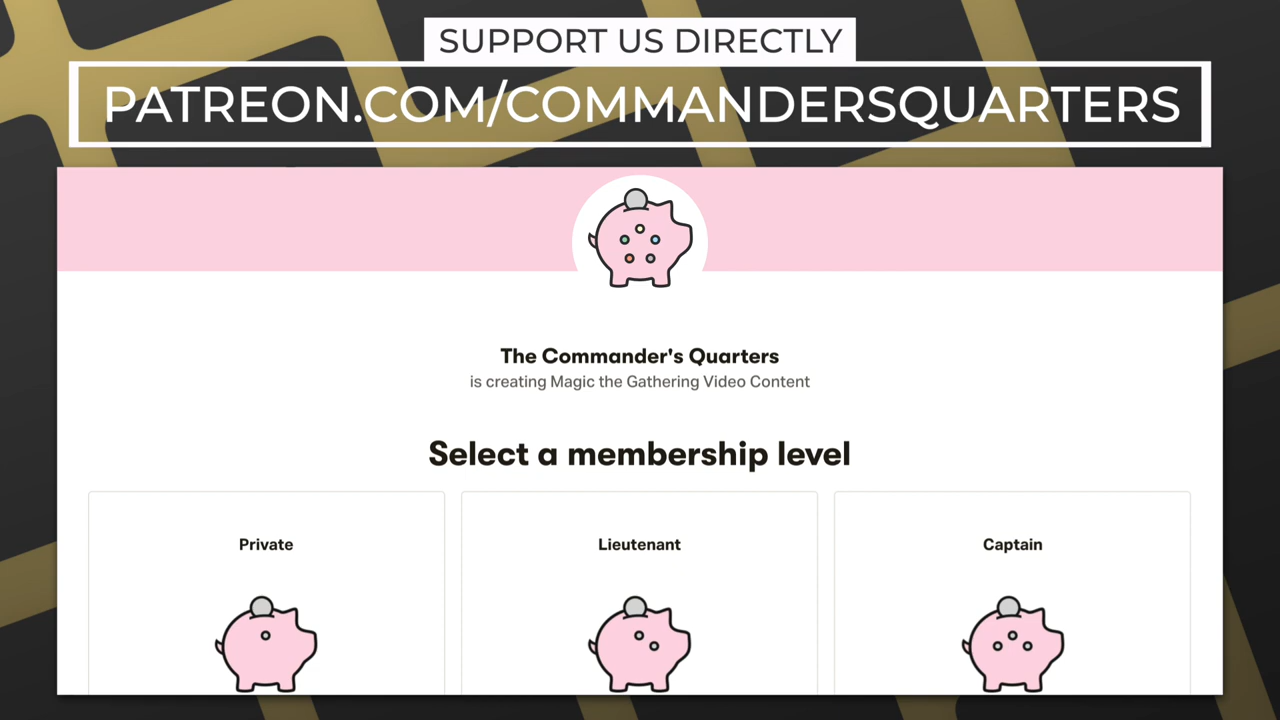 SUPPORT US DIRECTLY
PATREON.COM/COMMANDERSQUARTERS
The Commander's Quarters
is creating Magic the Gathering Video Content
Select a membership level
Private
Lieutenant
Captain